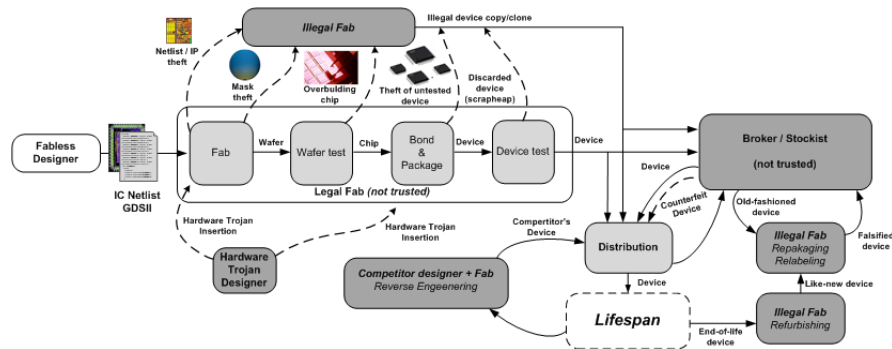 Illegal Fab
Illegal device copy/clone
Netlist / IP
theft
Mask
theft
Overbulding
chip
Theft of untested
device
Discarded
device
(scrapheap)
Fabless
Designer
IC Netlist
GDSII
Fab
Wafer
Wafer test
Chip
Bond
&
Package
Device
Device test
Device
Legal Fab (not trusted)
Broker / Stockist
(not trusted)
Device
Counterfeit
Device
Old-fashioned
device
Hardware Trojan
Insertion
Hardware Trojan
Insertion
Hardware
Trojan
Designer
Competitor's
Device
Distribution
Illegal Fab
Repakaging
Relabeling
Falsified
device
Competitor designer + Fab
Reverse Engeenering
Device
Like-new device
Lifespan
End-of-life
device
Illegal Fab
Refurbishing